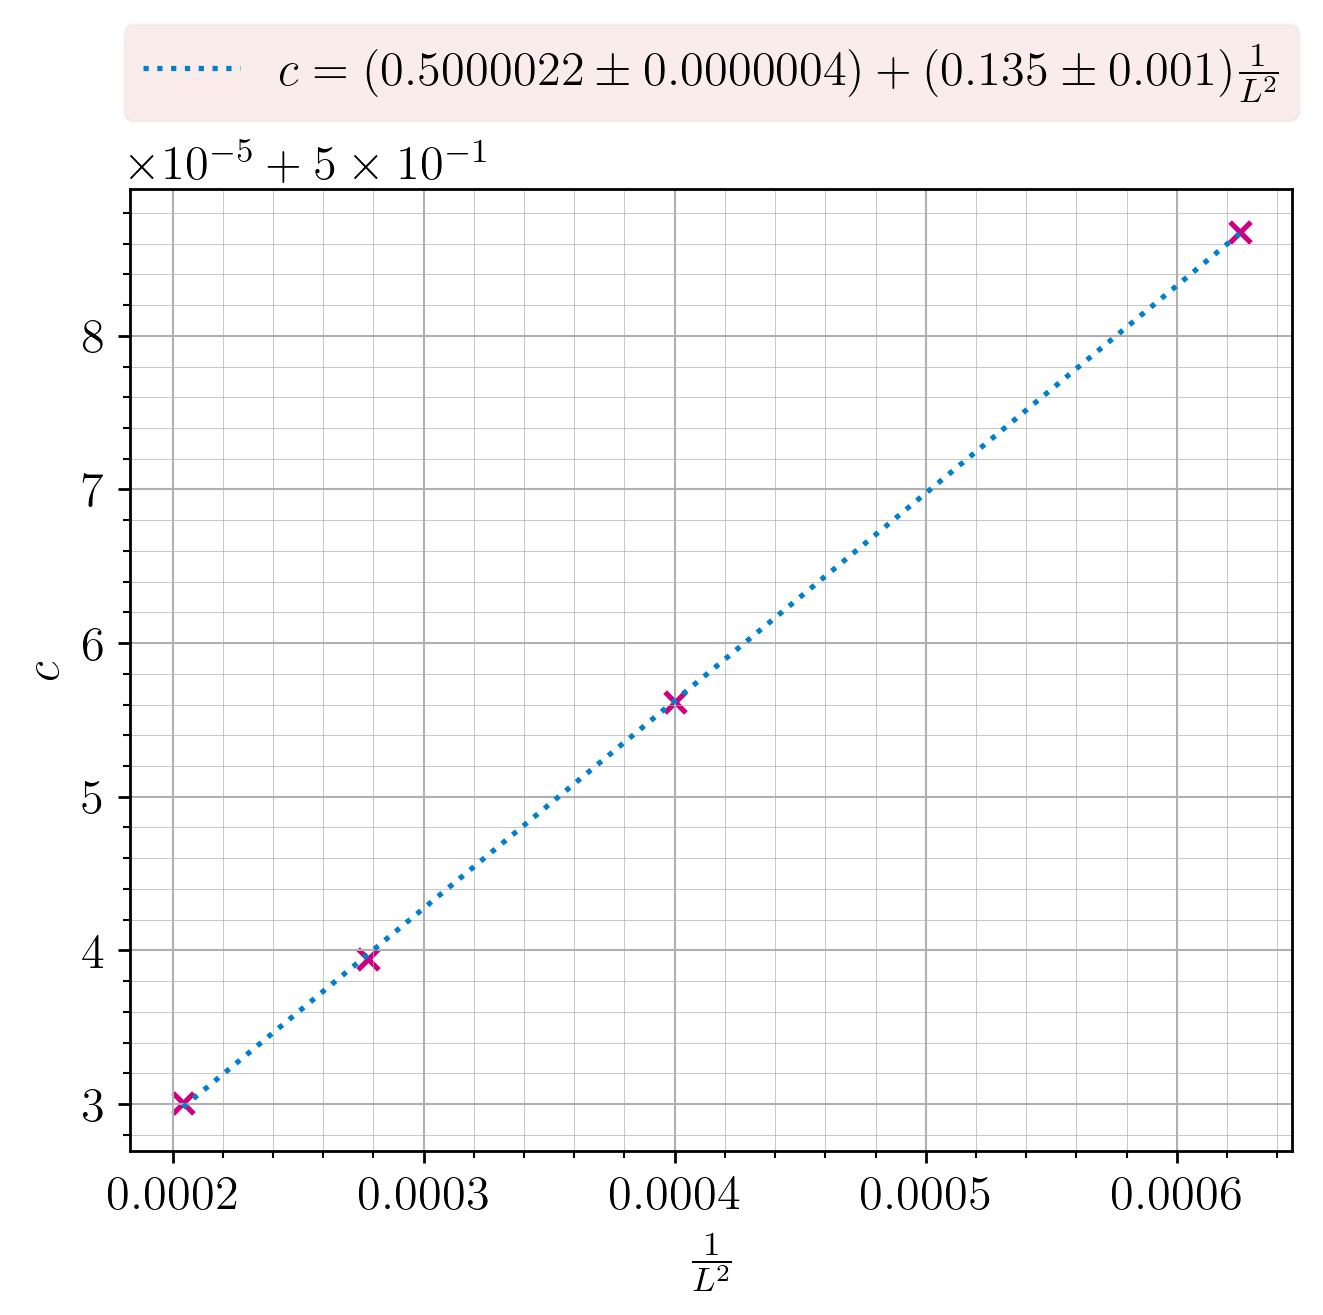 c = (0.5000022 ± 0.0000004) + (0.135 ± 0.001) 1/L²
×10⁻⁵ + 5 × 10⁻¹
8
7
6
5
4
3
c
0.0002 0.0003 0.0004 0.0005 0.0006
1/L²